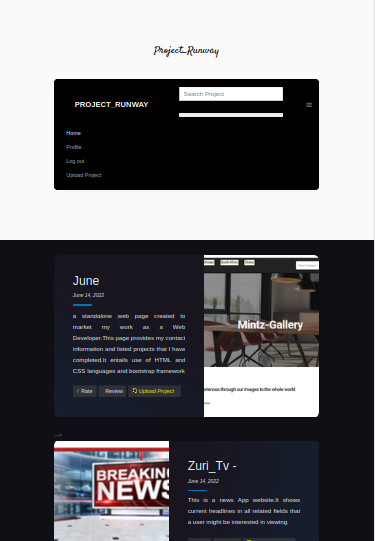 Project_Runway
PROJECT_RUNWAY
Search Project
Home
Profile
Log out
Upload Project
June
June 14, 2022
a standalone web page created to
market my work as a Web
Developer.This page provides my contact
information and listed projects that I have
completed.It entails use of HTML and
CSS languages and bootstrap framework
Rate
Review
Upload Project
Mintz-Gallery
eriences through our images to the whole world
-->
BREAKING
NEWS
Zuri_Tv -
June 14, 2022
This is a news App website.It shows
current headlines in all related fields that
a user might be interested in viewing.